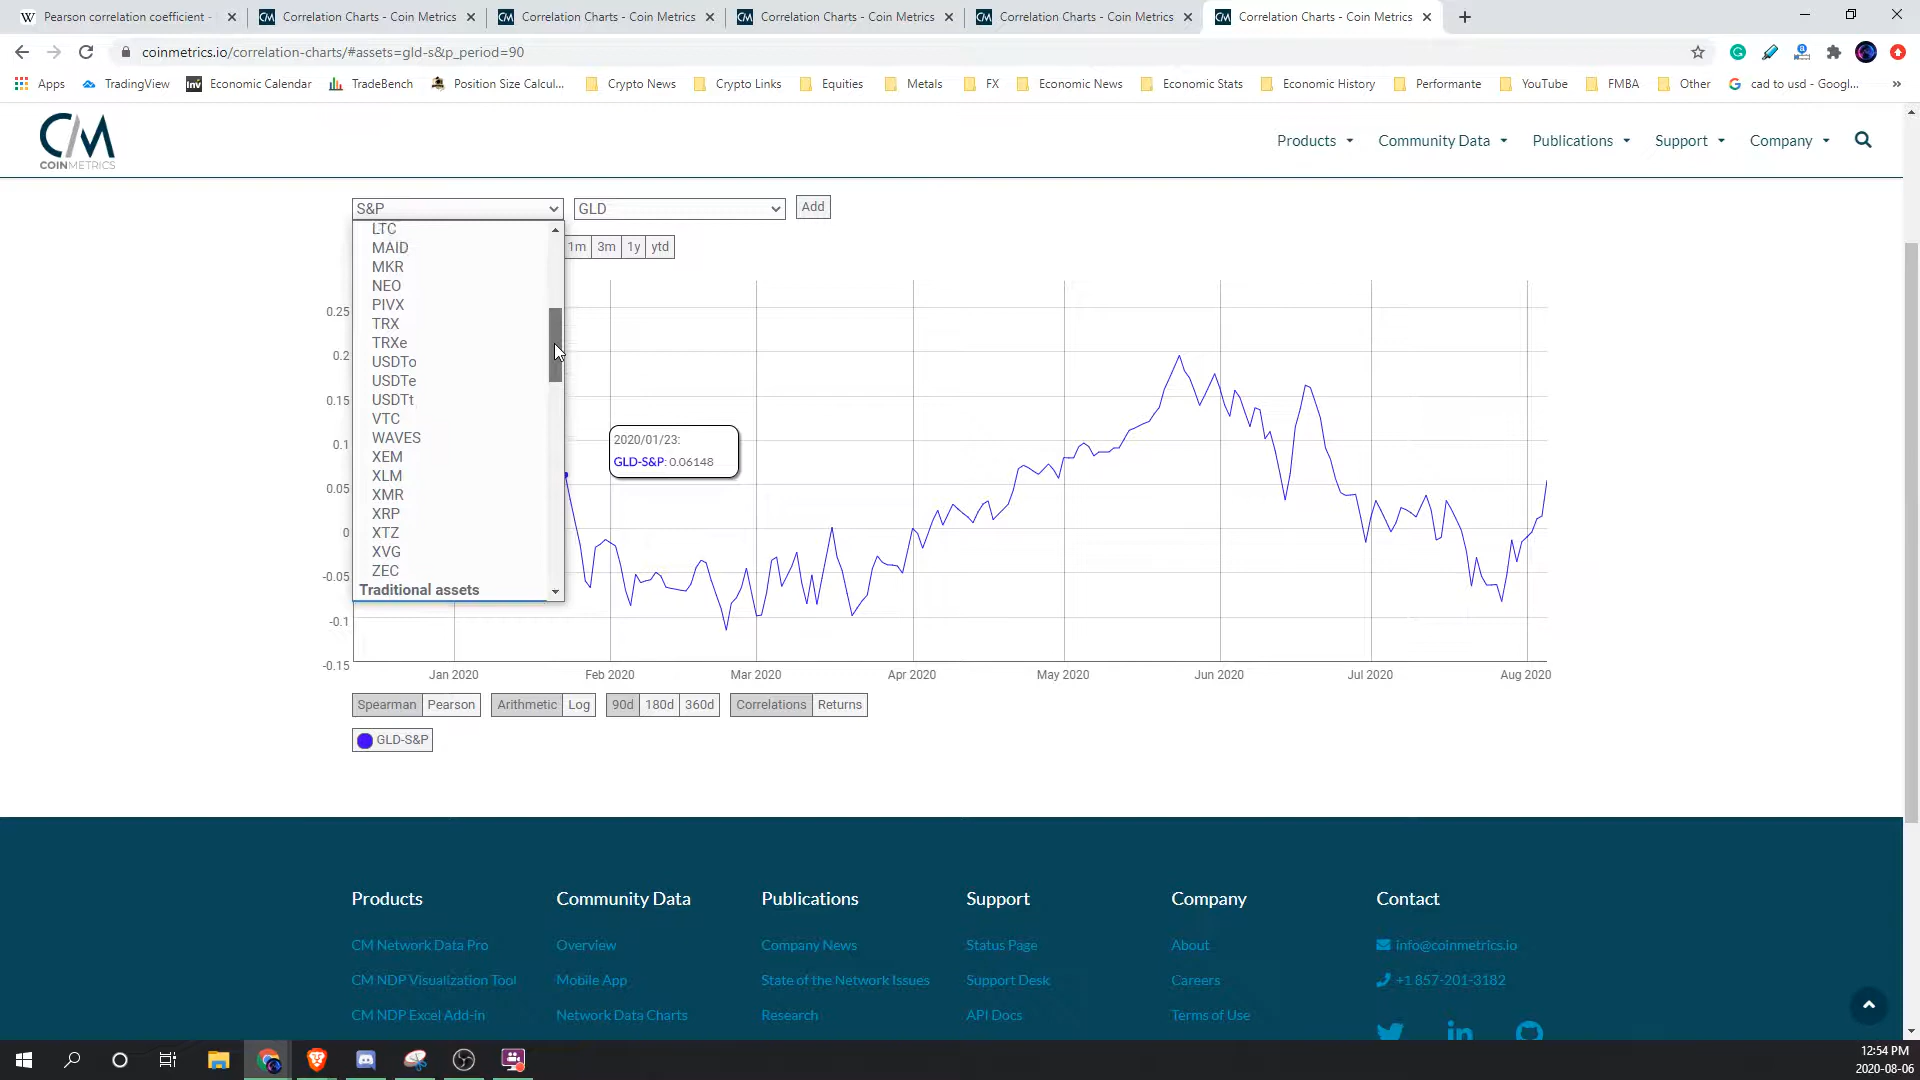 Pearson correlation coefficient -
Correlation Charts - Coin Metrics
Correlation Charts - Coin Metrics
Correlation Charts - Coin Metrics
Correlation Charts - Coin Metrics
Correlation Charts - Coin Metrics
coinmetrics.io/correlation-charts/#assets=gld-s&p_period=90
Apps TradingView Economic Calendar TradeBench Position Size Calcul... Crypto News Crypto Links Equities Metals FX Economic News Economic Stats Economic History Performante YouTube FMBA Other cad to usd - Googl... »
CM
COINMETRICS
Products Community Data Publications Support Company
S&P GLD Add
1m 3m 1y ytd
LTC
MAID
MKR
NEO
PIVX
TRX
TRXe
USDTo
USDTe
USDTt
VTC
WAVES
XEM
XLM
XMR
XRP
XTZ
XVG
ZEC
Traditional assets
0.25
0.2
0.15
0.1
0.05
0
-0.05
-0.1
-0.15
2020/01/23:
GLD-S&P: 0.06148
Jan 2020 Feb 2020 Mar 2020 Apr 2020 May 2020 Jun 2020 Jul 2020 Aug 2020
Spearman Pearson Arithmetic Log 90d 180d 360d Correlations Returns
GLD-S&P
Products Community Data Publications Support Company Contact
CM Network Data Pro Overview Company News Status Page About info@coinmetrics.io
CM NDP Visualization Tool Mobile App State of the Network Issues Support Desk Careers +1 857-201-3182
CM NDP Excel Add-in Network Data Charts Research API Docs Terms of Use
12:54 PM
2020-08-06